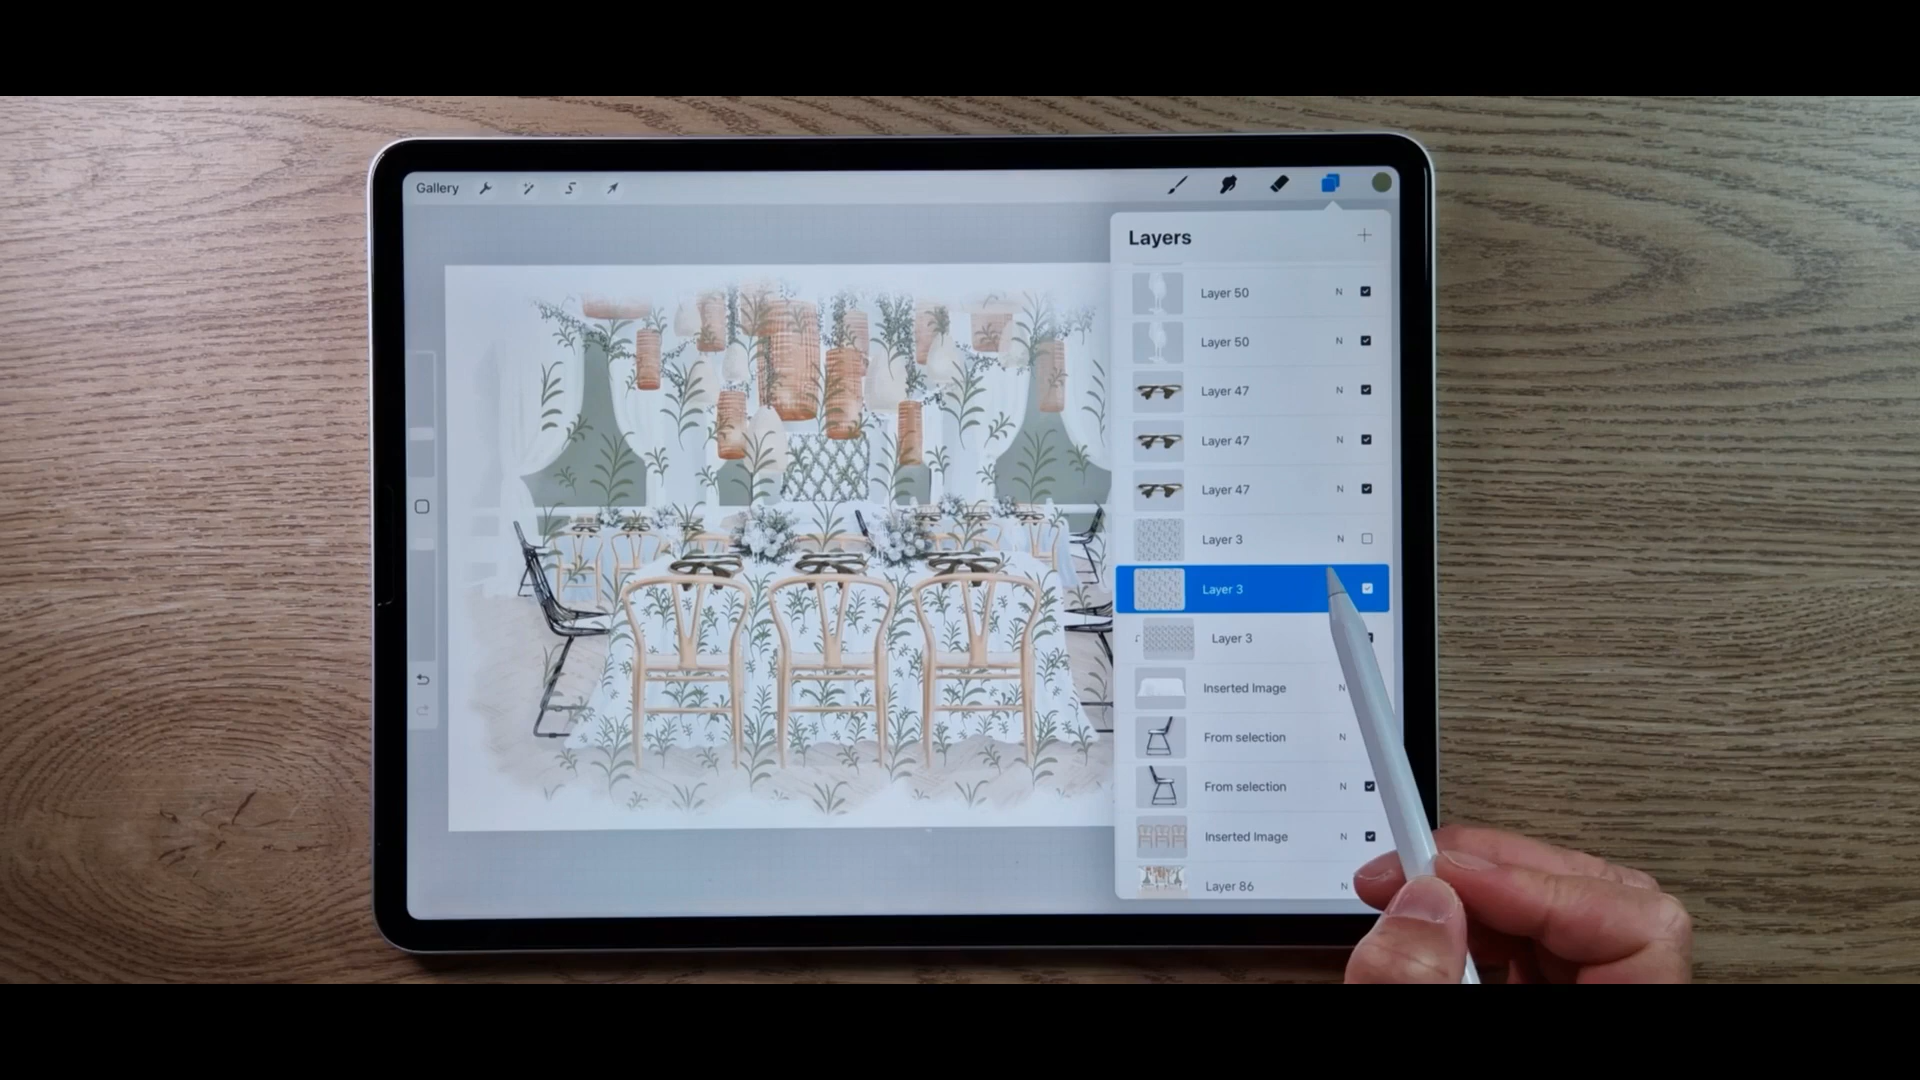 Gallery
Layers
Layer 50 N
Layer 50 N
Layer 47 N
Layer 47 N
Layer 47 N
Layer 3 N
Layer 3
Layer 3
Inserted Image N
From selection N
From selection N
Inserted Image N
Layer 86 N